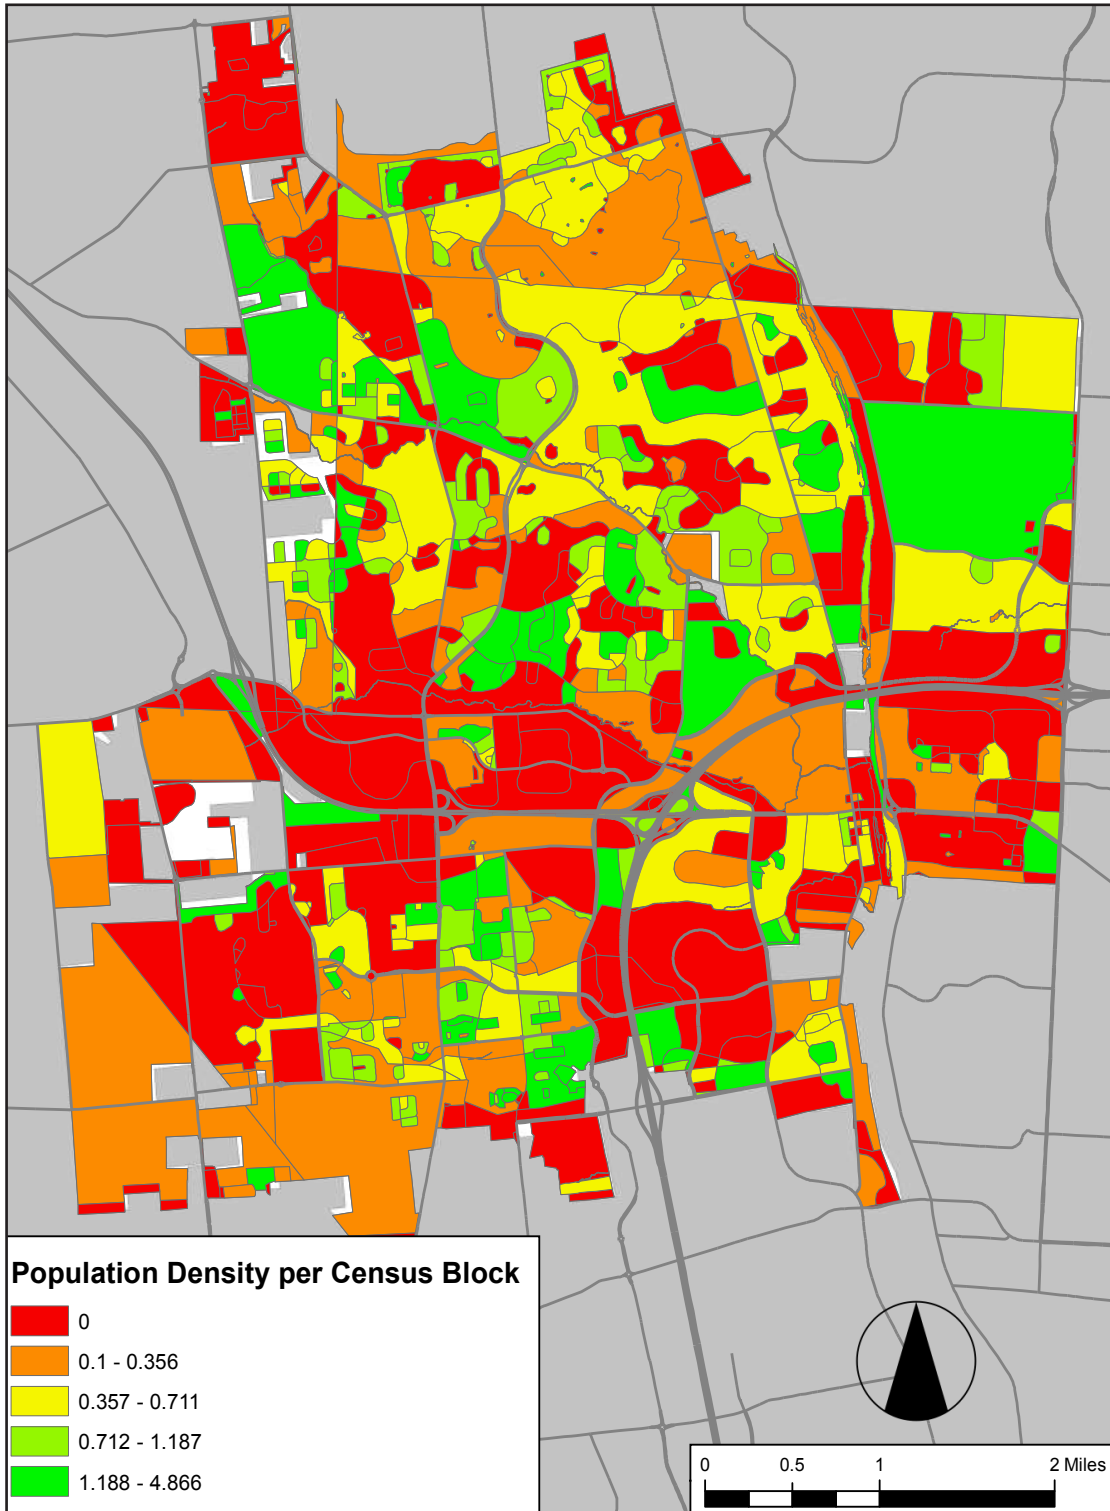 Population Density per Census Block
0
0.1 - 0.356
0.357 - 0.711
0.712 - 1.187
1.188 - 4.866
0 0.5 1 2 Miles